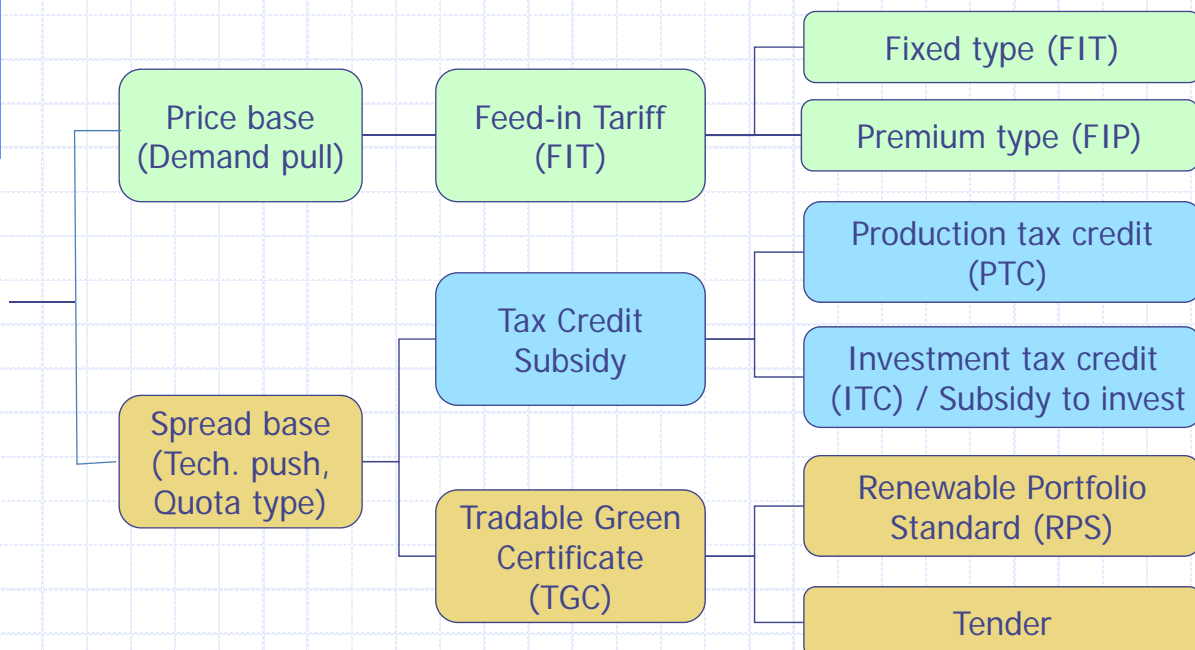 Price base
(Demand pull)
Feed-in Tariff
(FIT)
Fixed type (FIT)
Premium type (FIP)
Spread base
(Tech. push,
Quota type)
Tax Credit
Subsidy
Production tax credit
(PTC)
Investment tax credit
(ITC) / Subsidy to invest
Tradable Green
Certificate
(TGC)
Renewable Portfolio
Standard (RPS)
Tender